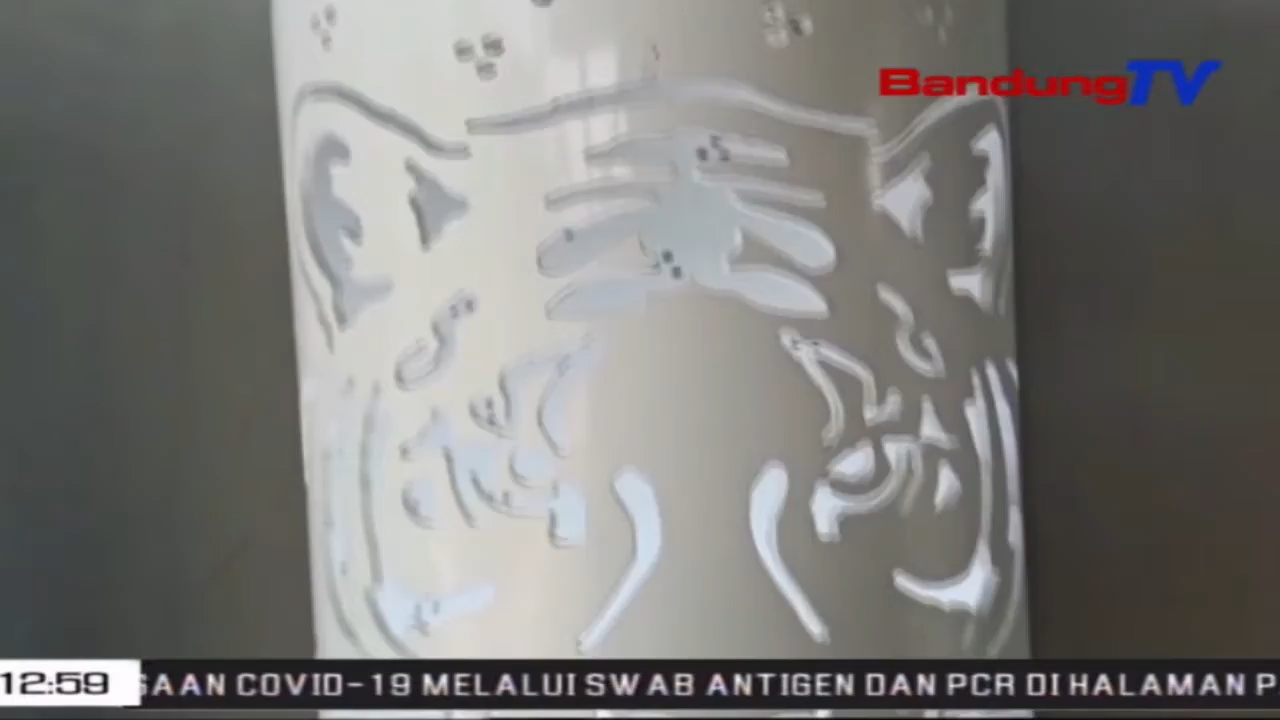 BandungTV
12:59
SAAN COVID-19 MELALUI SWAB ANTIGEN DAN PCR DI HALAMAN P